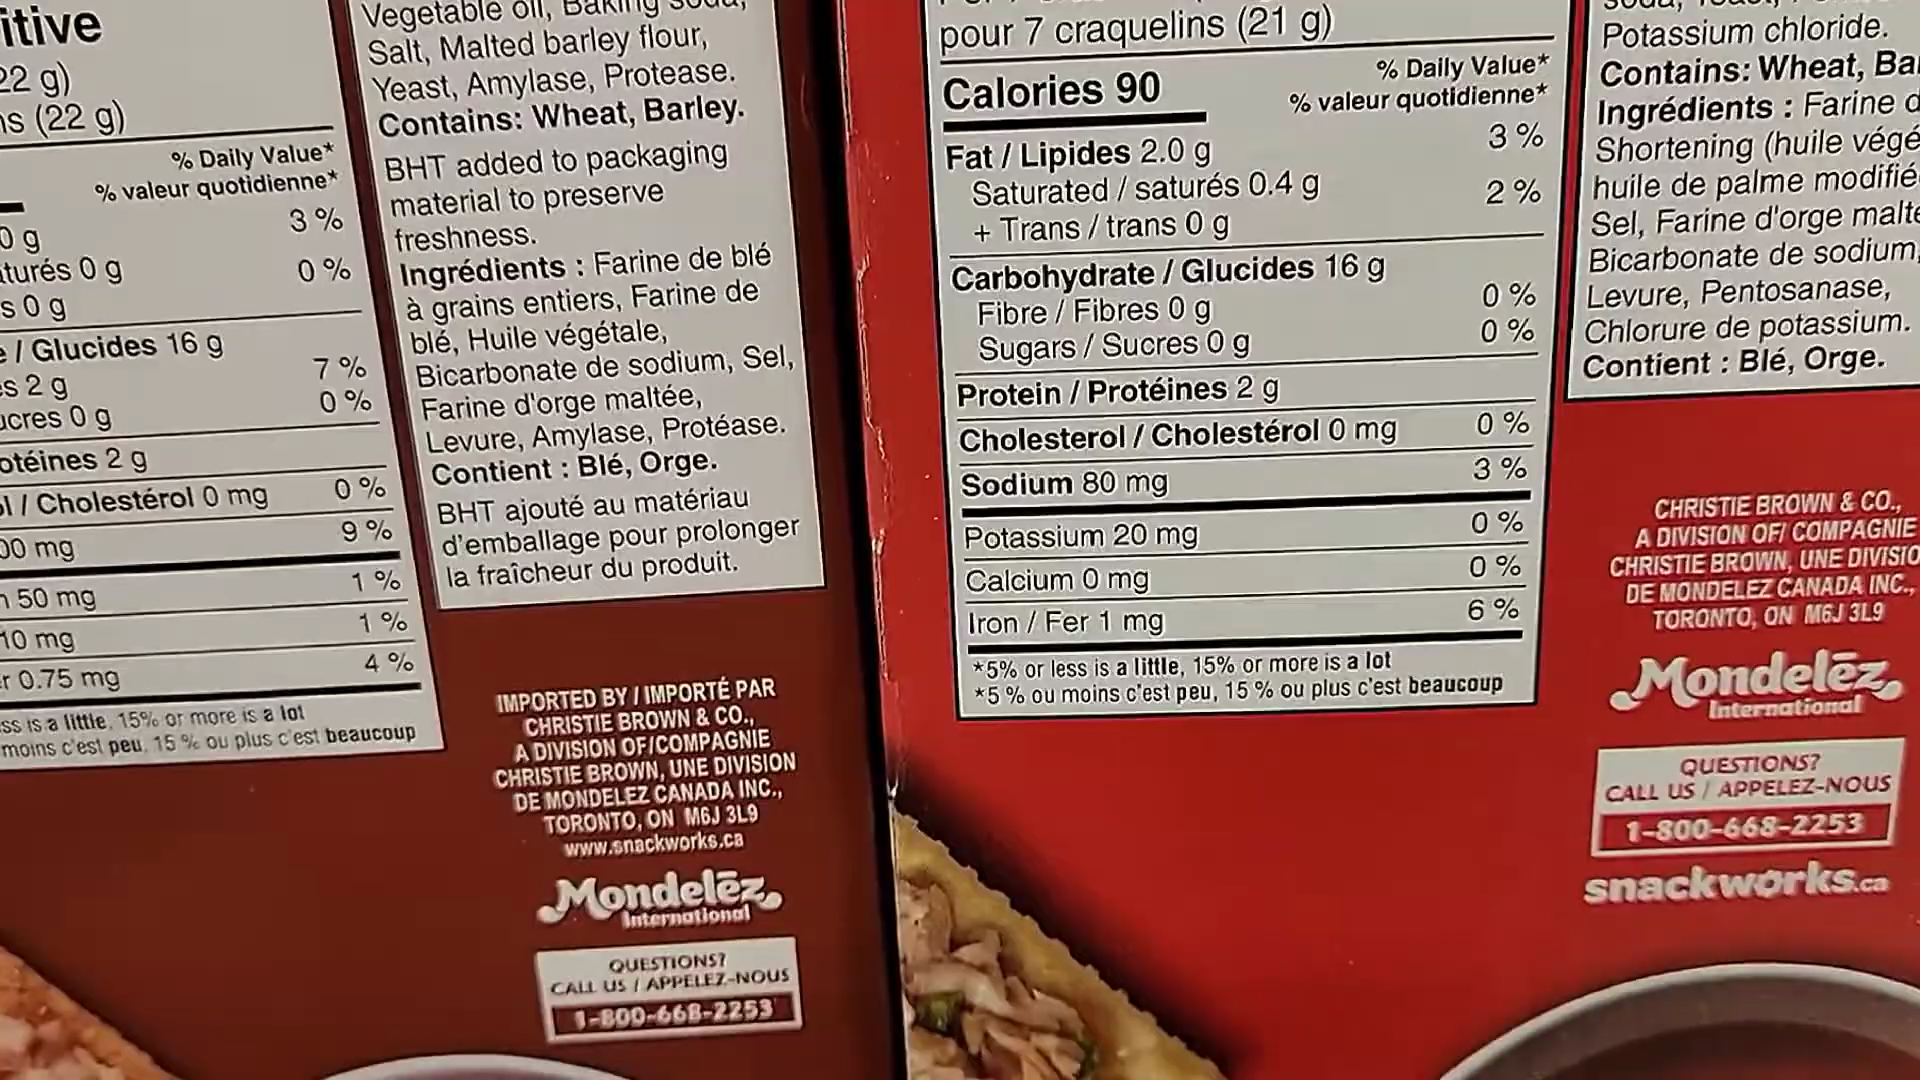 itive
22 g)
ns (22 g)
% Daily Value*
% valeur quotidienne*
3 %
0 g
turés 0 g
0 %
s 0 g
e / Glucides 16 g
es 2 g
7 %
ucres 0 g
0 %
otéines 2 g
ol / Cholestérol 0 mg
0 %
00 mg
9 %
n 50 mg
1 %
10 mg
1 %
r 0.75 mg
4 %
ss is a little, 15% or more is a lot
moins c'est peu, 15 % ou plus c'est beaucoup
Vegetable oil, Baking soda,
Salt, Malted barley flour,
Yeast, Amylase, Protease.
Contains: Wheat, Barley.
BHT added to packaging
material to preserve
freshness.
Ingrédients : Farine de blé
à grains entiers, Farine de
blé, Huile végétale,
Bicarbonate de sodium, Sel,
Farine d'orge maltée,
Levure, Amylase, Protéase.
Contient : Blé, Orge.
BHT ajouté au matériau
d'emballage pour prolonger
la fraîcheur du produit.
IMPORTED BY / IMPORTÉ PAR
CHRISTIE BROWN & CO.,
A DIVISION OF/COMPAGNIE
CHRISTIE BROWN, UNE DIVISION
DE MONDELEZ CANADA INC.,
TORONTO, ON M6J 3L9
www.snackworks.ca
Mondelēz
International
QUESTIONS?
CALL US / APPELEZ-NOUS
1-800-668-2253
pour 7 craquelins (21 g)
Calories 90
% Daily Value*
% valeur quotidienne*
Fat / Lipides 2.0 g
3 %
Saturated / saturés 0.4 g
+ Trans / trans 0 g
2 %
Carbohydrate / Glucides 16 g
Fibre / Fibres 0 g
0 %
Sugars / Sucres 0 g
0 %
Protein / Protéines 2 g
Cholesterol / Cholestérol 0 mg
0 %
Sodium 80 mg
3 %
Potassium 20 mg
0 %
Calcium 0 mg
0 %
Iron / Fer 1 mg
6 %
*5% or less is a little, 15% or more is a lot
*5 % ou moins c'est peu, 15 % ou plus c'est beaucoup
Potassium chloride.
Contains: Wheat, Ba
Ingrédients : Farine d
Shortening (huile végé
huile de palme modifié
Sel, Farine d'orge malté
Bicarbonate de sodium,
Levure, Pentosanase,
Chlorure de potassium.
Contient : Blé, Orge.
CHRISTIE BROWN & CO.,
A DIVISION OF/ COMPAGNIE
CHRISTIE BROWN, UNE DIVISIO
DE MONDELEZ CANADA INC.,
TORONTO, ON M6J 3L9
Mondelēz
International
QUESTIONS?
CALL US / APPELEZ-NOUS
1-800-668-2253
snackworks.ca